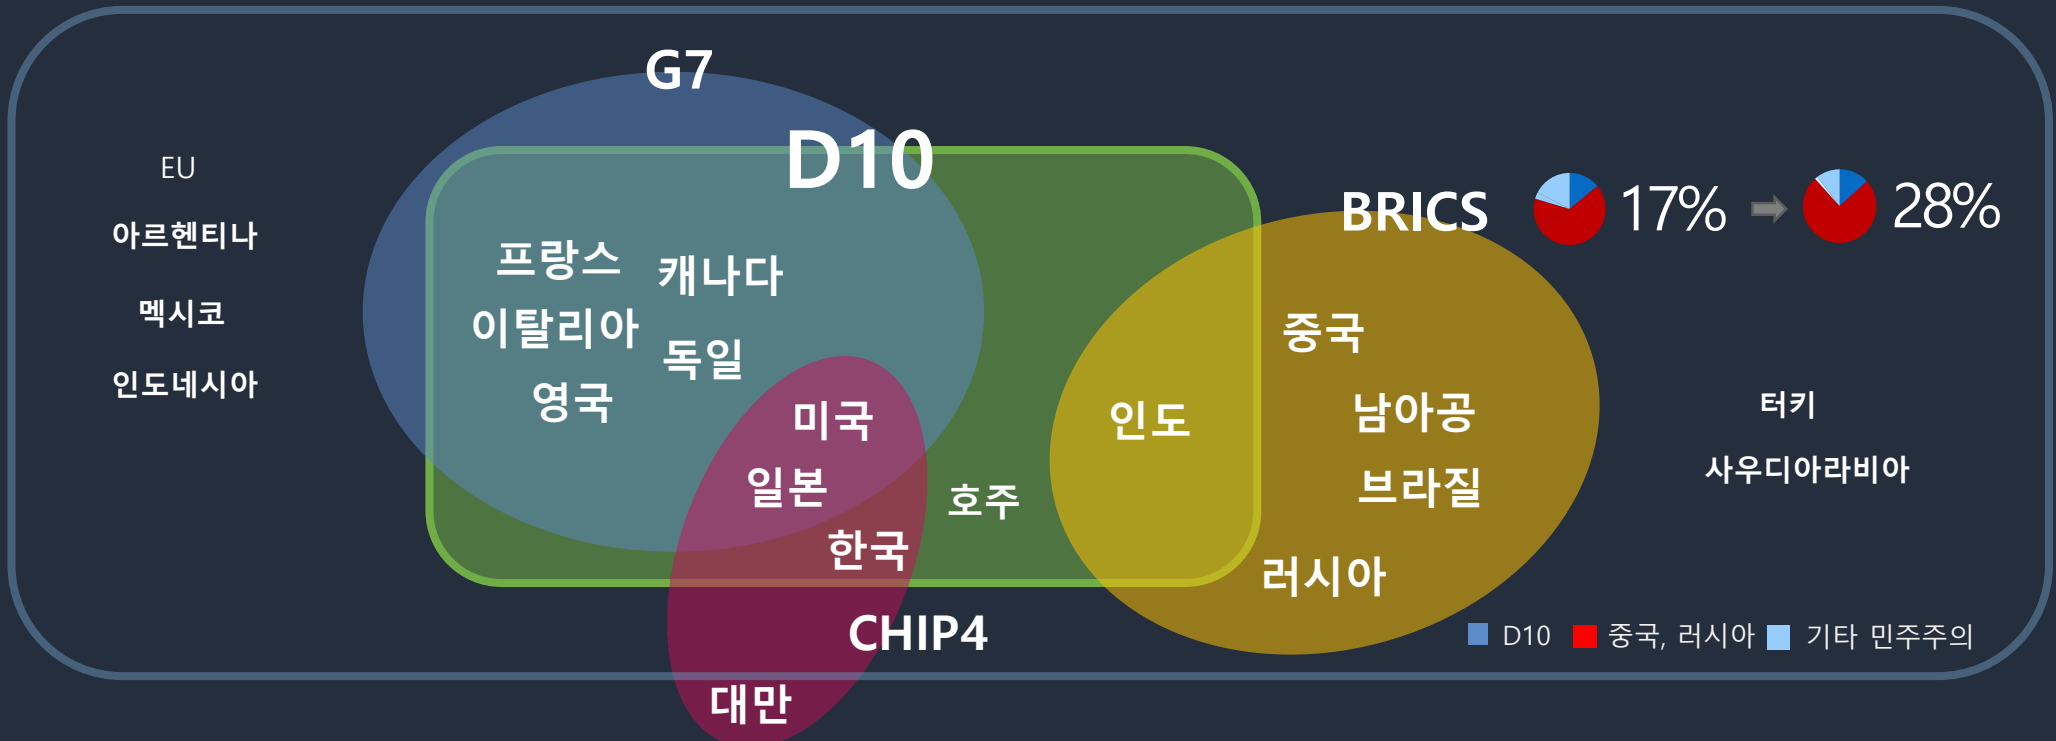 G7
D10
EU
아르헨티나
멕시코
인도네시아
프랑스
캐나다
이탈리아
독일
영국
미국
일본
한국
호주
인도
BRICS
17%
28%
중국
남아공
브라질
러시아
터키
사우디아라비아
CHIP4
대만
D10
중국, 러시아
기타 민주주의